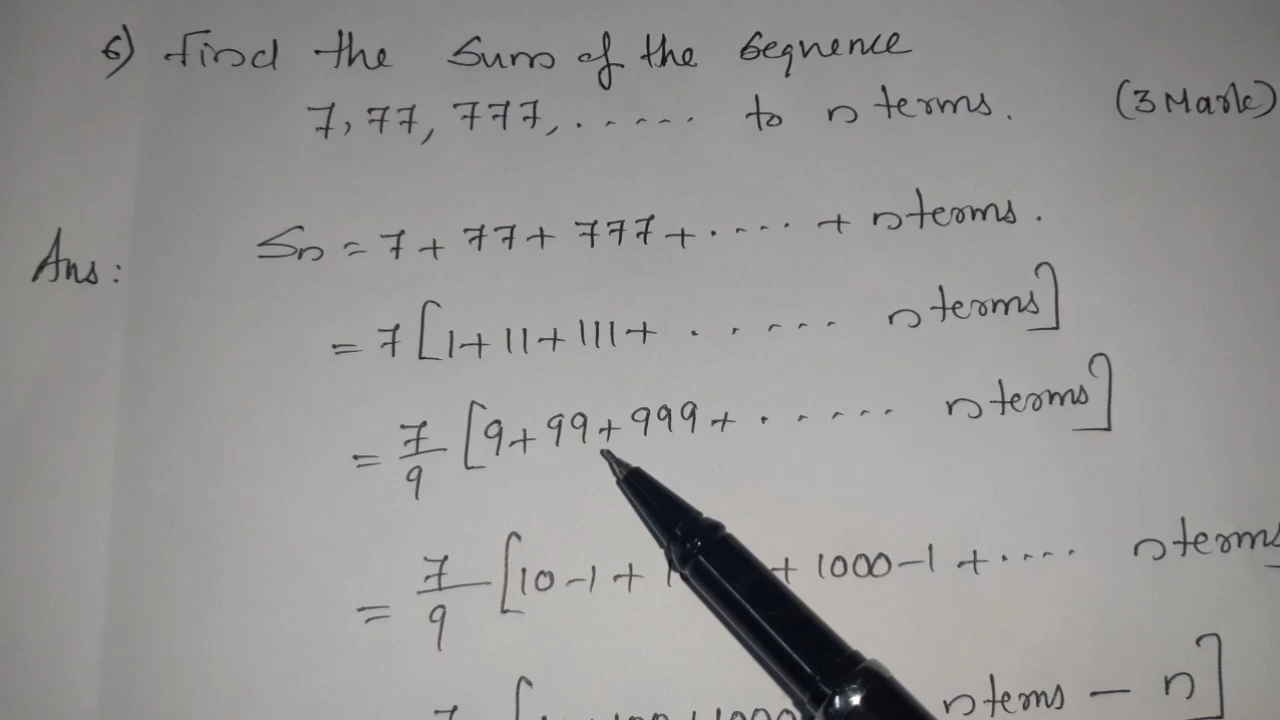 6) Find the sum of the sequence
7, 77, 777, ...... to n terms. (3 Mark)
Ans: Sn = 7 + 77 + 777 + ..... + n terms.
= 7 [1 + 11 + 111 + ...... n terms]
= 7/9 [9 + 99 + 999 + ...... n terms]
= 7/9 [10-1 + + 1000-1 + .... n terms
n terms - n]